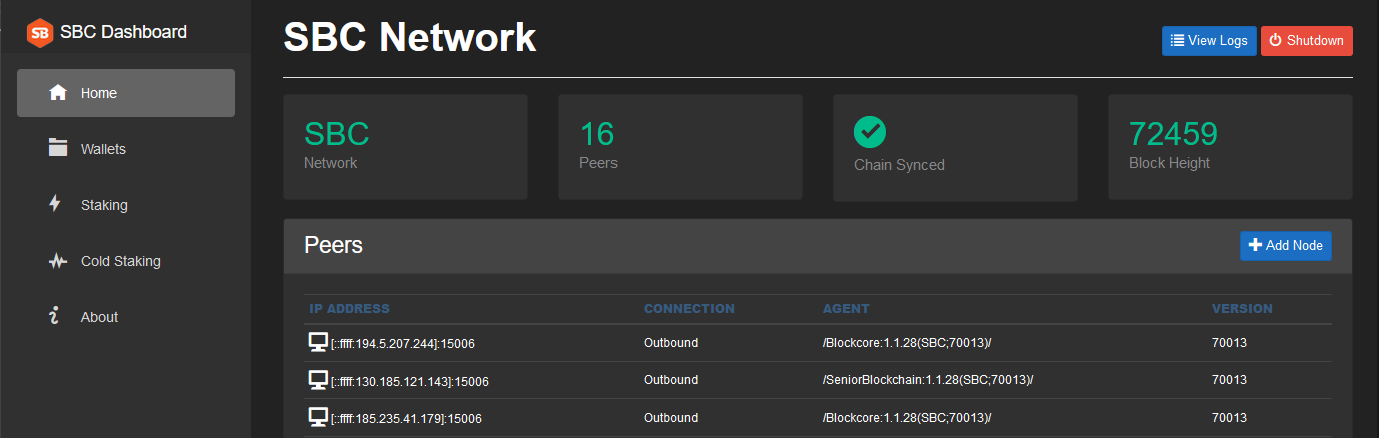 SB SBC Dashboard
Home
Wallets
Staking
Cold Staking
About
SBC Network
View Logs Shutdown
SBC
Network
16
Peers
Chain Synced
72459
Block Height
Peers
Add Node
IP ADDRESS CONNECTION AGENT VERSION
[::ffff:194.5.207.244]:15006 Outbound /Blockcore:1.1.28(SBC;70013)/ 70013
[::ffff:130.185.121.143]:15006 Outbound /SeniorBlockchain:1.1.28(SBC;70013)/ 70013
[::ffff:185.235.41.179]:15006 Outbound /Blockcore:1.1.28(SBC;70013)/ 70013